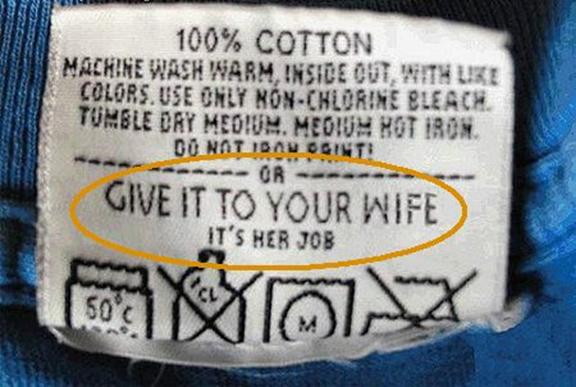 100% COTTON
MACHINE WASH WARM, INSIDE OUT, WITH LIKE
COLORS. USE ONLY NON-CHLORINE BLEACH.
TUMBLE DRY MEDIUM. MEDIUM HOT IRON.
DO NOT IRON PRINT!
OR
GIVE IT TO YOUR WIFE
IT'S HER JOB
60°c
CL
M